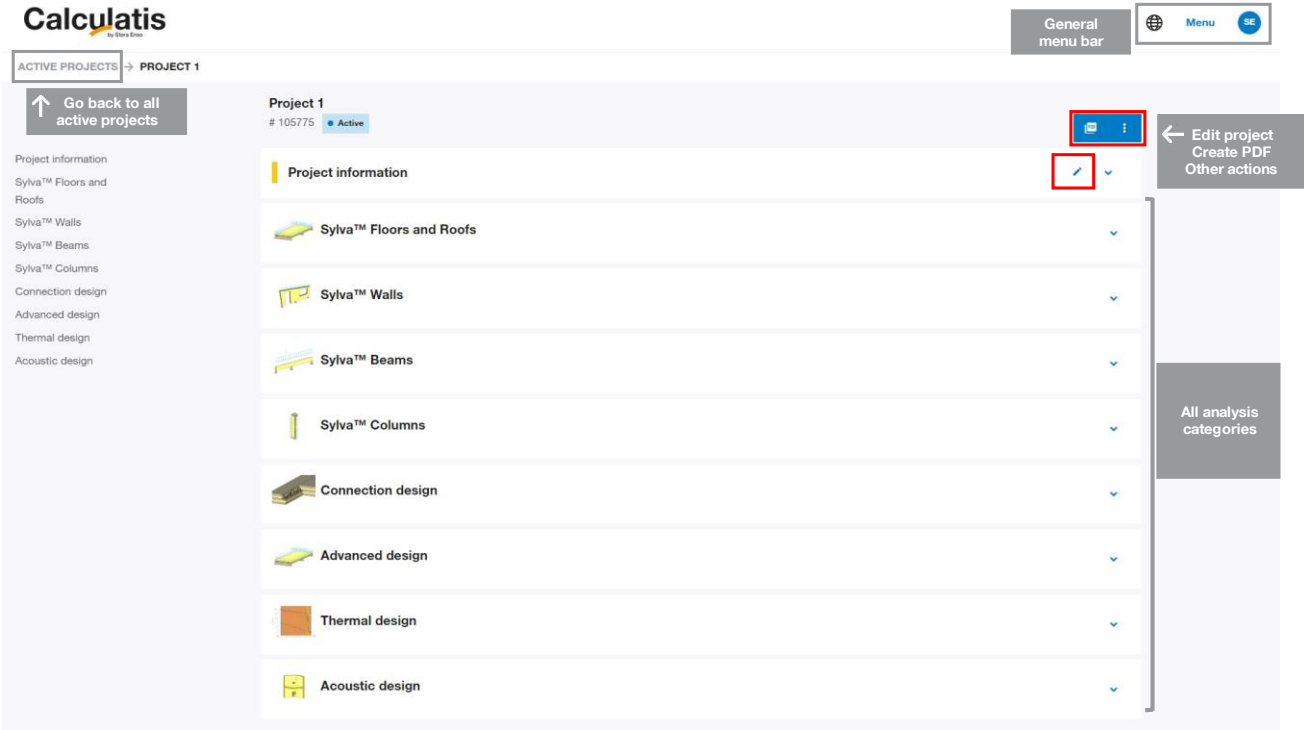 Calculatis
by Stora Enso
General
menu bar
Menu
SE
ACTIVE PROJECTS → PROJECT 1
Go back to all
active projects
Project 1
# 105775
Active
Edit project
Create PDF
Other actions
Project information
Sylva™ Floors and
Roofs
Sylva™ Walls
Sylva™ Beams
Sylva™ Columns
Connection design
Advanced design
Thermal design
Acoustic design
Project information
Sylva™ Floors and Roofs
Sylva™ Walls
Sylva™ Beams
Sylva™ Columns
Connection design
Advanced design
Thermal design
Acoustic design
All analysis
categories